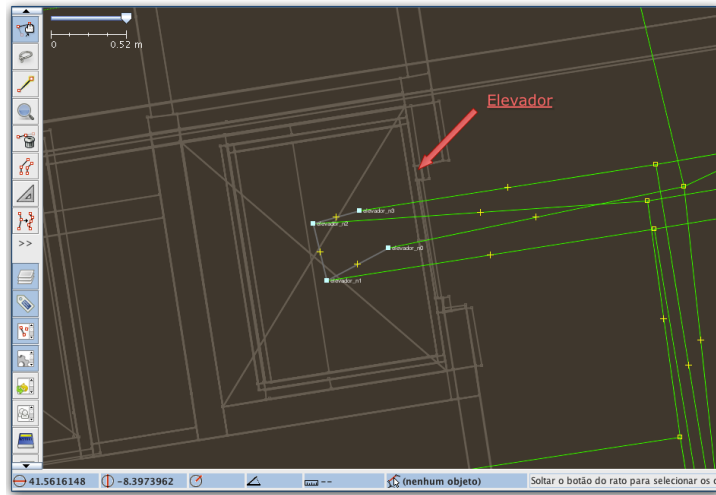 0
0.52 m
Elevador
elevador_n3
elevador_n2
elevador_n0
elevador_n1
>>
41.5616148
-8.3973962
--
(nenhum objeto)
Soltar o botão do rato para selecionar os o